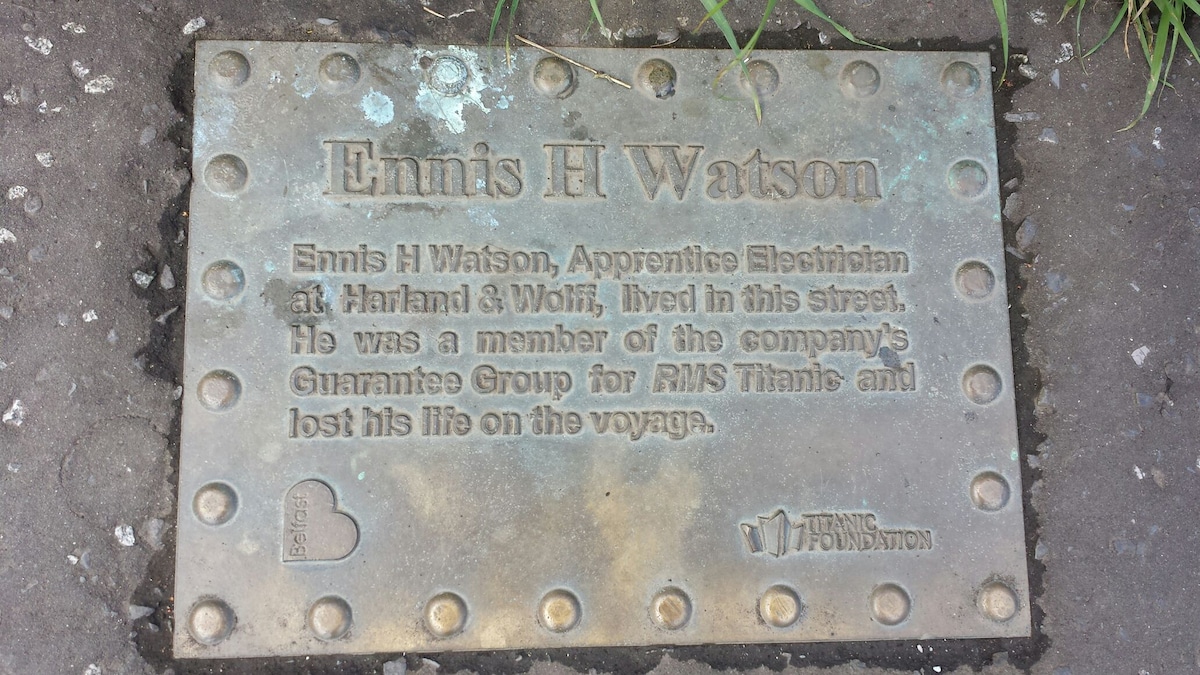 Ennis H Watson
Ennis H Watson, Apprentice Electrician
at Harland & Wolff, lived in this street.
He was a member of the company's
Guarantee Group for RMS Titanic and
lost his life on the voyage.
Belfast
TITANIC
FOUNDATION